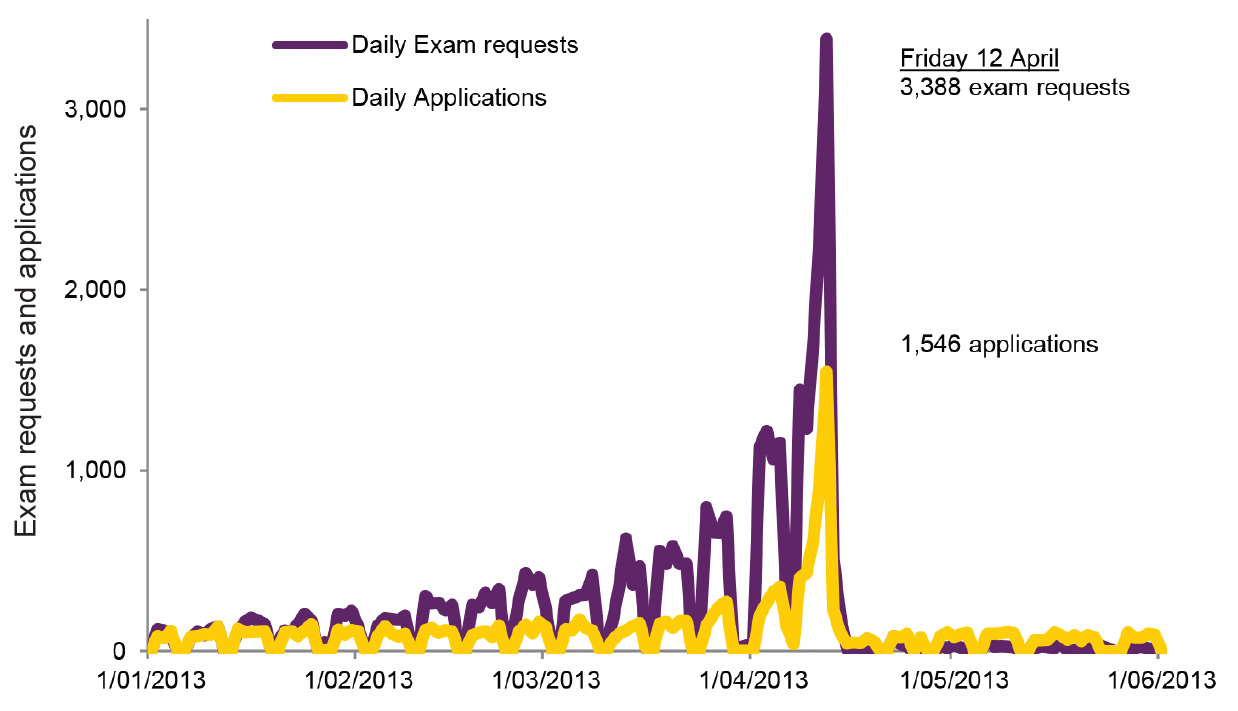 Daily Exam requests
Daily Applications
Friday 12 April
3,388 exam requests
1,546 applications
Exam requests and applications
3,000
2,000
1,000
0
1/01/2013
1/02/2013
1/03/2013
1/04/2013
1/05/2013
1/06/2013